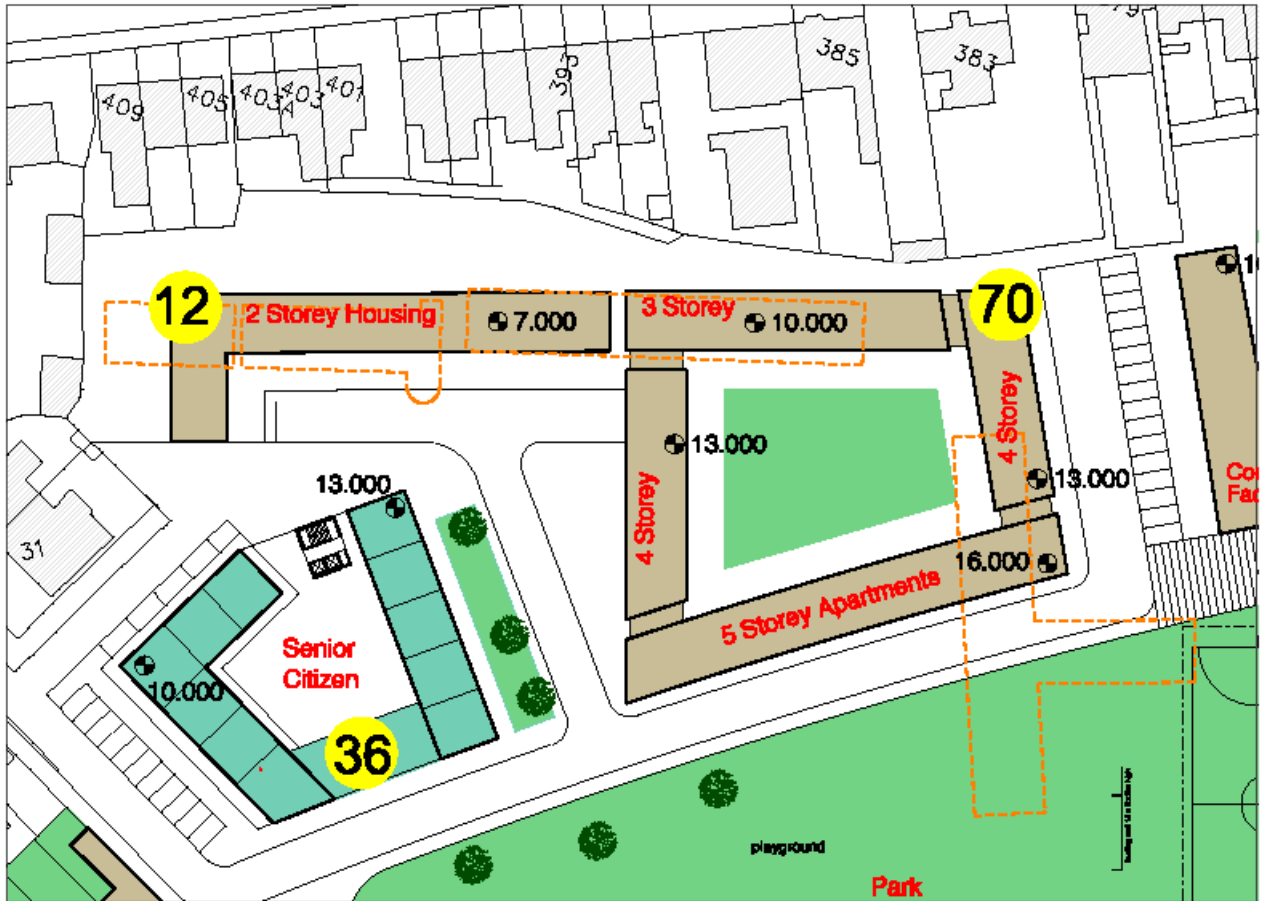 385
383
393
409
405
403
A
403
401
12
2 Storey Housing
7.000
3 Storey
10.000
70
4 Storey
13.000
4 Storey
13.000
13.000
31
16.000
5 Storey Apartments
Senior
Citizen
10.000
36
playground
Park